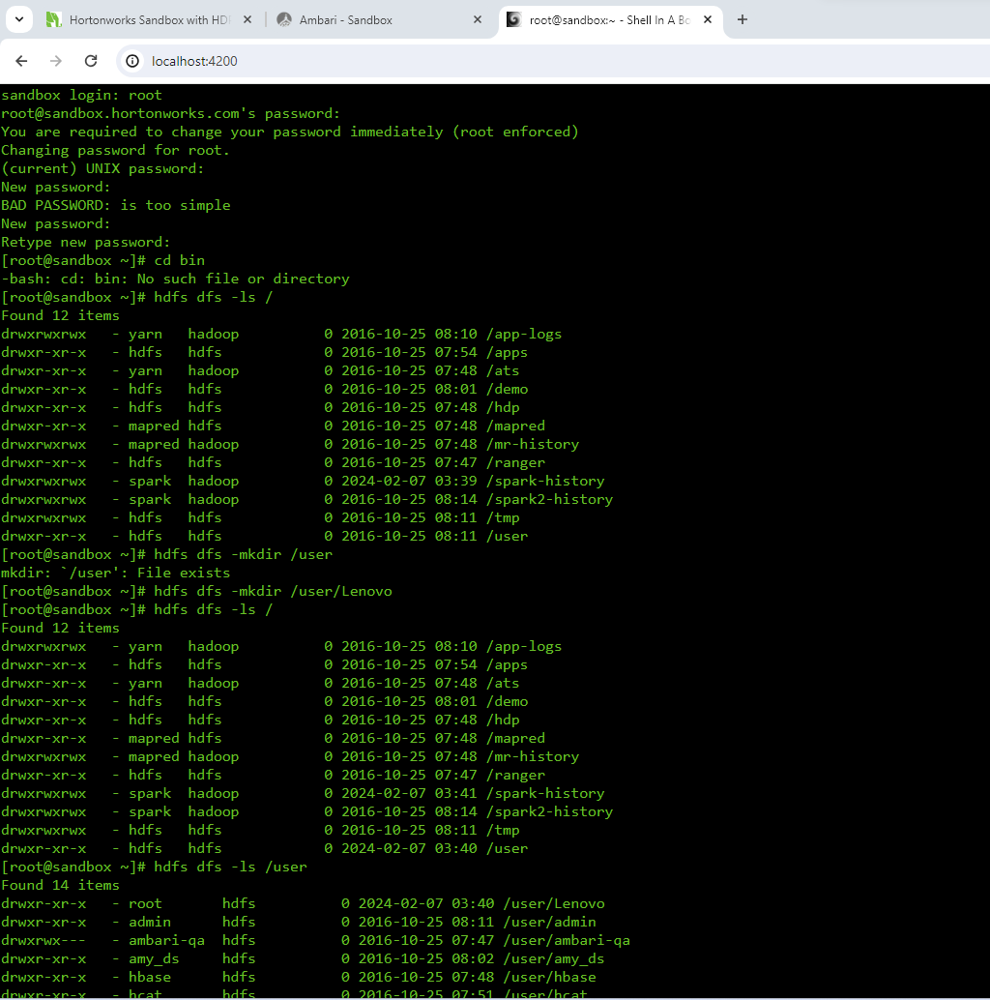 Hortonworks Sandbox with HD
Ambari - Sandbox
root@sandbox:~ - Shell In A Bo
localhost:4200
sandbox login: root
root@sandbox.hortonworks.com's password:
You are required to change your password immediately (root enforced)
Changing password for root.
(current) UNIX password:
New password:
BAD PASSWORD: is too simple
New password:
Retype new password:
[root@sandbox ~]# cd bin
-bash: cd: bin: No such file or directory
[root@sandbox ~]# hdfs dfs -ls /
Found 12 items
drwxrwxrwx   - yarn   hadoop          0 2016-10-25 08:10 /app-logs
drwxr-xr-x   - hdfs   hdfs            0 2016-10-25 07:54 /apps
drwxr-xr-x   - yarn   hadoop          0 2016-10-25 07:48 /ats
drwxr-xr-x   - hdfs   hdfs            0 2016-10-25 08:01 /demo
drwxr-xr-x   - hdfs   hdfs            0 2016-10-25 07:48 /hdp
drwxr-xr-x   - mapred hdfs            0 2016-10-25 07:48 /mapred
drwxrwxrwx   - mapred hadoop          0 2016-10-25 07:48 /mr-history
drwxr-xr-x   - hdfs   hdfs            0 2016-10-25 07:47 /ranger
drwxrwxrwx   - spark  hadoop          0 2024-02-07 03:39 /spark-history
drwxrwxrwx   - spark  hadoop          0 2016-10-25 08:14 /spark2-history
drwxrwxrwx   - hdfs   hdfs            0 2016-10-25 08:11 /tmp
drwxr-xr-x   - hdfs   hdfs            0 2016-10-25 08:11 /user
[root@sandbox ~]# hdfs dfs -mkdir /user
mkdir: `/user': File exists
[root@sandbox ~]# hdfs dfs -mkdir /user/Lenovo
[root@sandbox ~]# hdfs dfs -ls /
Found 12 items
drwxrwxrwx   - yarn   hadoop          0 2016-10-25 08:10 /app-logs
drwxr-xr-x   - hdfs   hdfs            0 2016-10-25 07:54 /apps
drwxr-xr-x   - yarn   hadoop          0 2016-10-25 07:48 /ats
drwxr-xr-x   - hdfs   hdfs            0 2016-10-25 08:01 /demo
drwxr-xr-x   - hdfs   hdfs            0 2016-10-25 07:48 /hdp
drwxr-xr-x   - mapred hdfs            0 2016-10-25 07:48 /mapred
drwxrwxrwx   - mapred hadoop          0 2016-10-25 07:48 /mr-history
drwxr-xr-x   - hdfs   hdfs            0 2016-10-25 07:47 /ranger
drwxrwxrwx   - spark  hadoop          0 2024-02-07 03:41 /spark-history
drwxrwxrwx   - spark  hadoop          0 2016-10-25 08:14 /spark2-history
drwxrwxrwx   - hdfs   hdfs            0 2016-10-25 08:11 /tmp
drwxr-xr-x   - hdfs   hdfs            0 2024-02-07 03:40 /user
[root@sandbox ~]# hdfs dfs -ls /user
Found 14 items
drwxr-xr-x   - root       hdfs          0 2024-02-07 03:40 /user/Lenovo
drwxr-xr-x   - admin      hdfs          0 2016-10-25 08:11 /user/admin
drwxrwx---   - ambari-qa  hdfs          0 2016-10-25 07:47 /user/ambari-qa
drwxr-xr-x   - amy_ds     hdfs          0 2016-10-25 08:02 /user/amy_ds
drwxr-xr-x   - hbase      hdfs          0 2016-10-25 07:48 /user/hbase
drwxr-xr-x   - hcat       hdfs          0 2016-10-25 07:51 /user/hcat